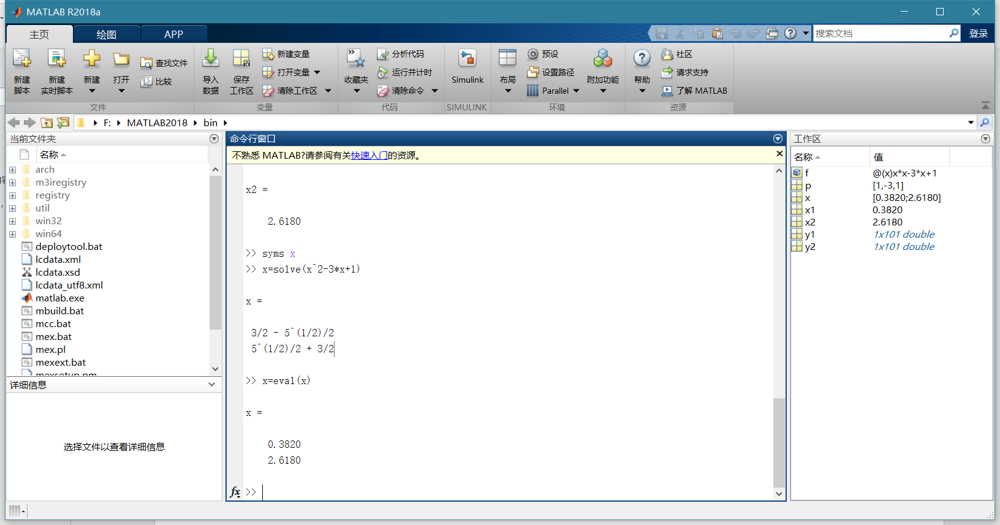 MATLAB R2018a
主页
绘图
APP
搜索文档
登录
新建
脚本
新建
实时脚本
新建
打开
查找文件
比较
文件
导入
数据
保存
工作区
新建变量
打开变量
清除工作区
变量
收藏夹
分析代码
运行并计时
清除命令
代码
Simulink
SIMULINK
布局
预设
设置路径
Parallel
附加功能
环境
帮助
社区
请求支持
了解 MATLAB
资源
F:
MATLAB2018
bin
当前文件夹
名称
arch
m3iregistry
registry
util
win32
win64
deploytool.bat
lcdata.xml
lcdata.xsd
lcdata_utf8.xml
matlab.exe
mbuild.bat
mcc.bat
mex.bat
mex.pl
mexext.bat
mexsetup.pm
详细信息
选择文件以查看详细信息
命令行窗口
不熟悉 MATLAB?请参阅有关快速入门的资源。
x2 =
2.6180
>> syms x
>> x=solve(x^2-3*x+1)
x =
3/2 - 5^(1/2)/2
5^(1/2)/2 + 3/2
>> x=eval(x)
x =
0.3820
2.6180
fx >>
工作区
名称 值
f @(x)x*x-3*x+1
p [1,-3,1]
x [0.3820;2.6180]
x1 0.3820
x2 2.6180
y1 1x101 double
y2 1x101 double